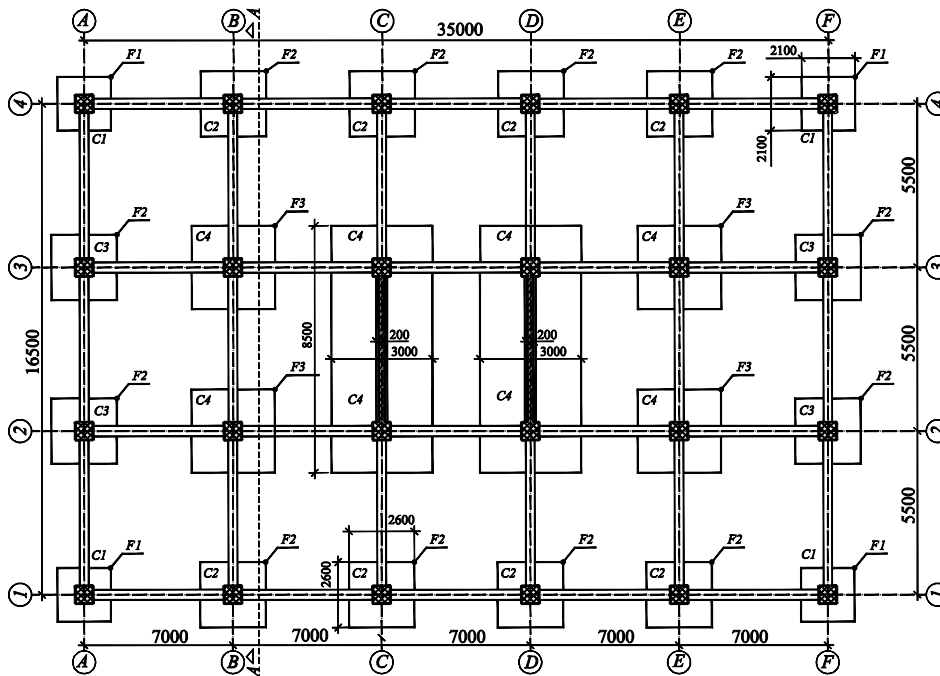 A B A C D E F
35000
F1 F2 F2 F2 F2 2100 F1
4 4
C1 C2 C2 C2 C2 2100 C1
5500
F2 F3 F3 F2
C3 C4 C4 C4 C4 C3
3 3
16500 8500 200 200 5500
3000 3000
F2 F3 F3 F2
C3 C4 C4 C4 C4 C3
2 2
5500
2600
F1 F2 F2 F2 F2 F1
C1 C2 2600 C2 C2 C1
1 1
7000 7000 7000 7000 7000
A B A C D E F